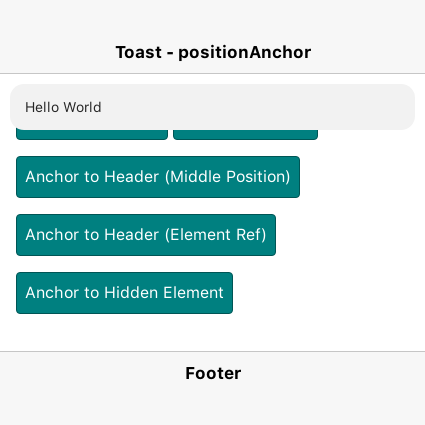 Toast - positionAnchor
Hello World
Anchor to Header (Middle Position)
Anchor to Header (Element Ref)
Anchor to Hidden Element
Footer